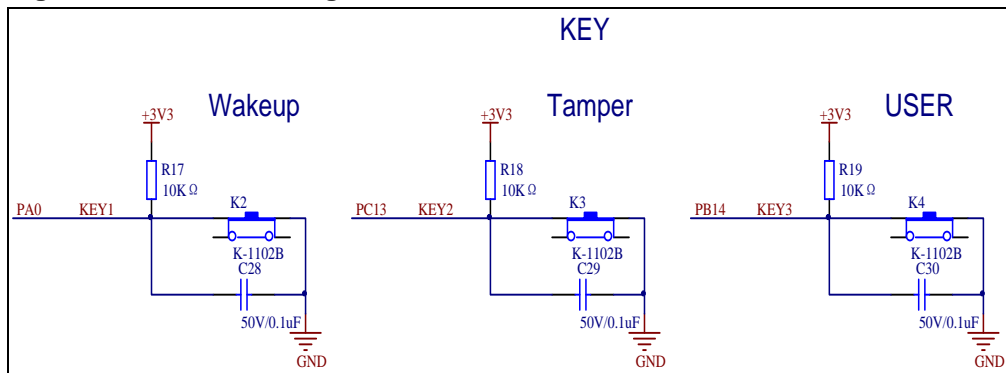 KEY
Wakeup
+3V3
R17
10KΩ
PA0
KEY1
K2
K-1102B
C28
50V/0.1uF
GND
Tamper
+3V3
R18
10KΩ
PC13
KEY2
K3
K-1102B
C29
50V/0.1uF
GND
USER
+3V3
R19
10KΩ
PB14
KEY3
K4
K-1102B
C30
50V/0.1uF
GND